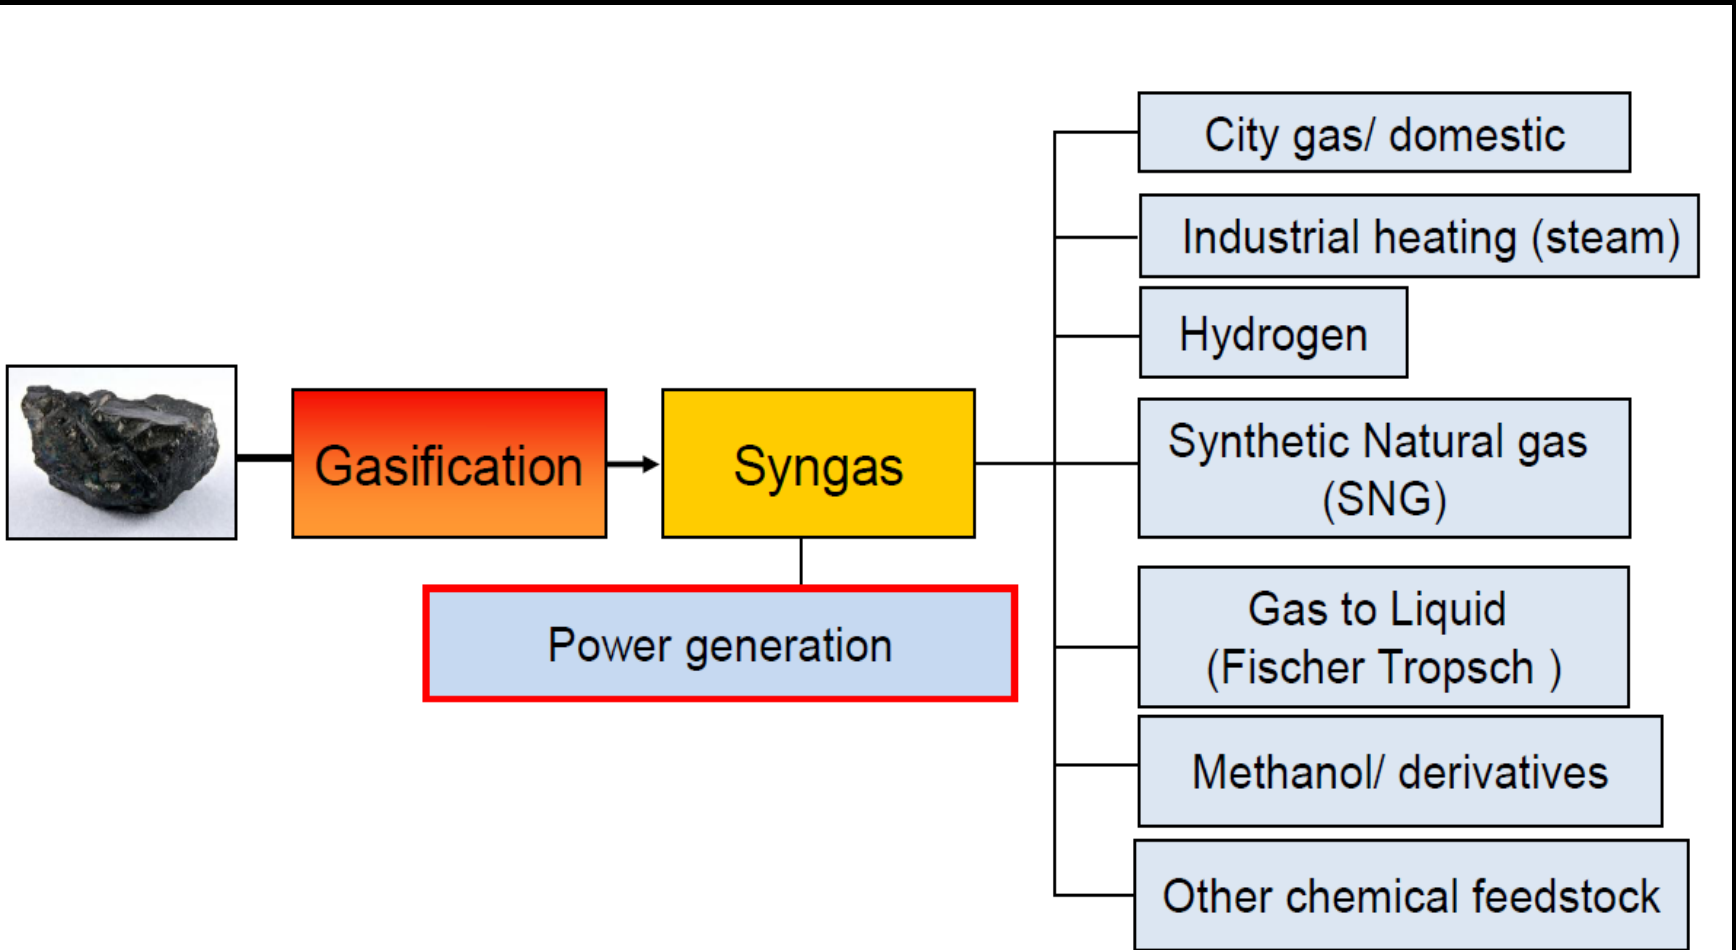 City gas/ domestic
Industrial heating (steam)
Hydrogen
Gasification
Syngas
Synthetic Natural gas
(SNG)
Power generation
Gas to Liquid
(Fischer Tropsch )
Methanol/ derivatives
Other chemical feedstock